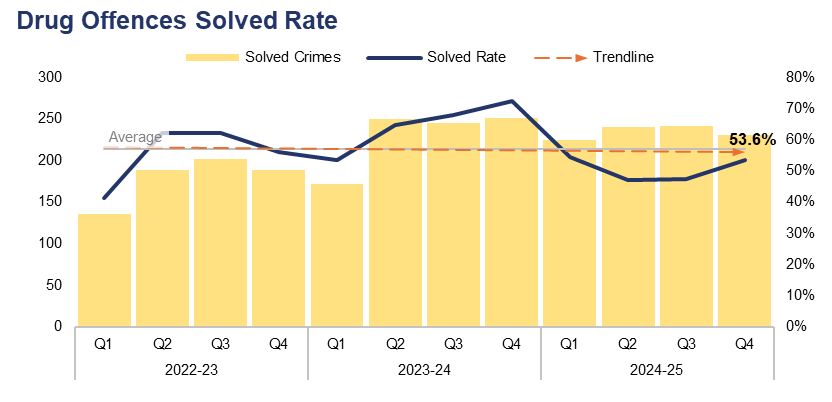 Drug Offences Solved Rate
Solved Crimes Solved Rate Trendline
300 80%
250 70%
200 60%
150 50%
100 40%
50 30%
0 20%
10%
0%
Average
53.6%
Q1 Q2 Q3 Q4 Q1 Q2 Q3 Q4 Q1 Q2 Q3 Q4
2022-23 2023-24 2024-25